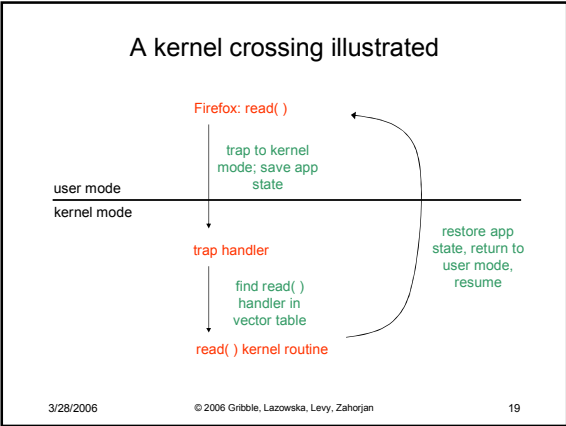 A kernel crossing illustrated
Firefox: read( )
trap to kernel
mode; save app
state
user mode
kernel mode
trap handler
restore app
state, return to
user mode,
resume
find read( )
handler in
vector table
read( ) kernel routine
3/28/2006
© 2006 Gribble, Lazowska, Levy, Zahorjan
19